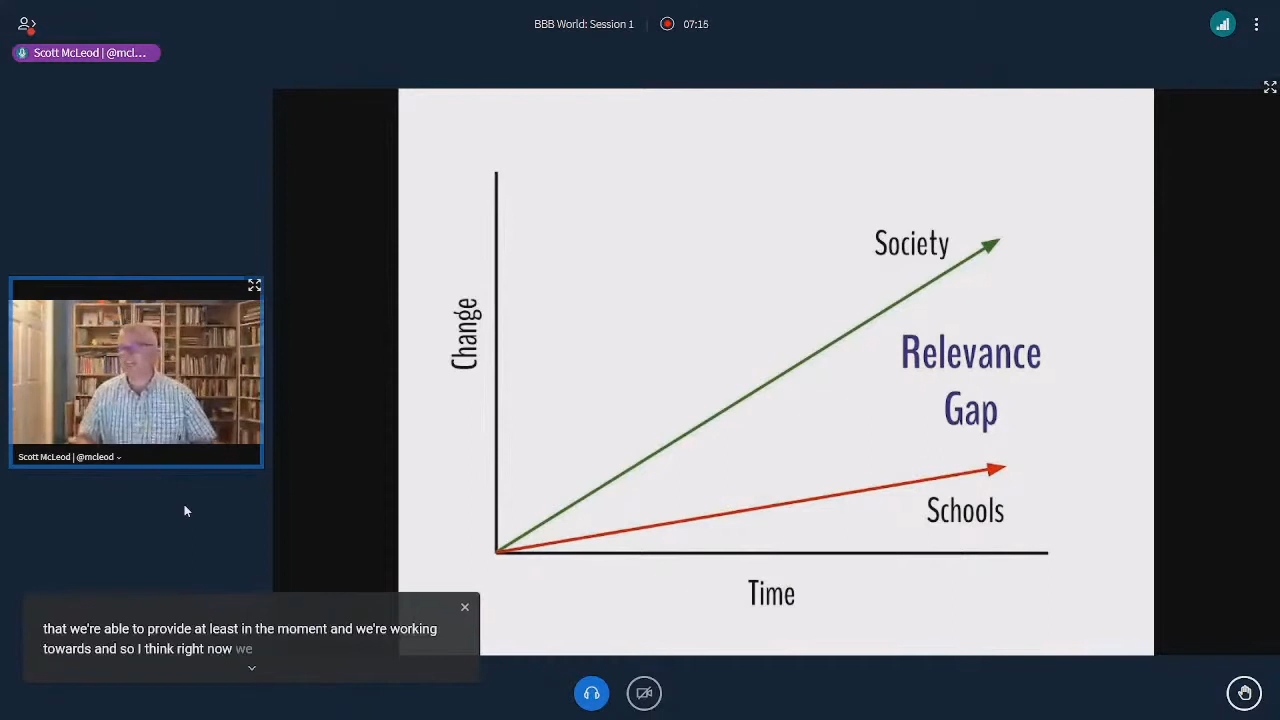 BBB World: Session 1
07:15
Scott McLeod | @mcl...
Society
Change
Relevance
Gap
Schools
Time
Scott McLeod | @mcleod
that we're able to provide at least in the moment and we're working
towards and so I think right now we